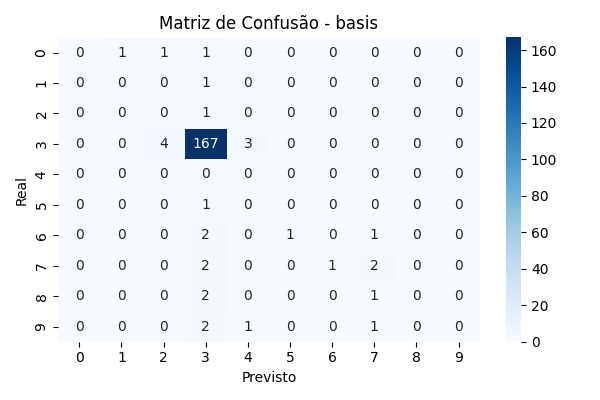 Matriz de Confusão - basis
0 0 1 1 1 0 0 0 0 0 0
1 0 0 0 1 0 0 0 0 0 0
2 0 0 0 1 0 0 0 0 0 0
3 0 0 4 167 3 0 0 0 0 0
4 0 0 0 0 0 0 0 0 0 0
5 0 0 0 1 0 0 0 0 0 0
6 0 0 0 2 0 1 0 1 0 0
7 0 0 0 2 0 0 1 2 0 0
8 0 0 0 2 0 0 0 1 0 0
9 0 0 0 2 1 0 0 1 0 0
0 1 2 3 4 5 6 7 8 9
Real
Previsto
160
140
120
100
80
60
40
20
0